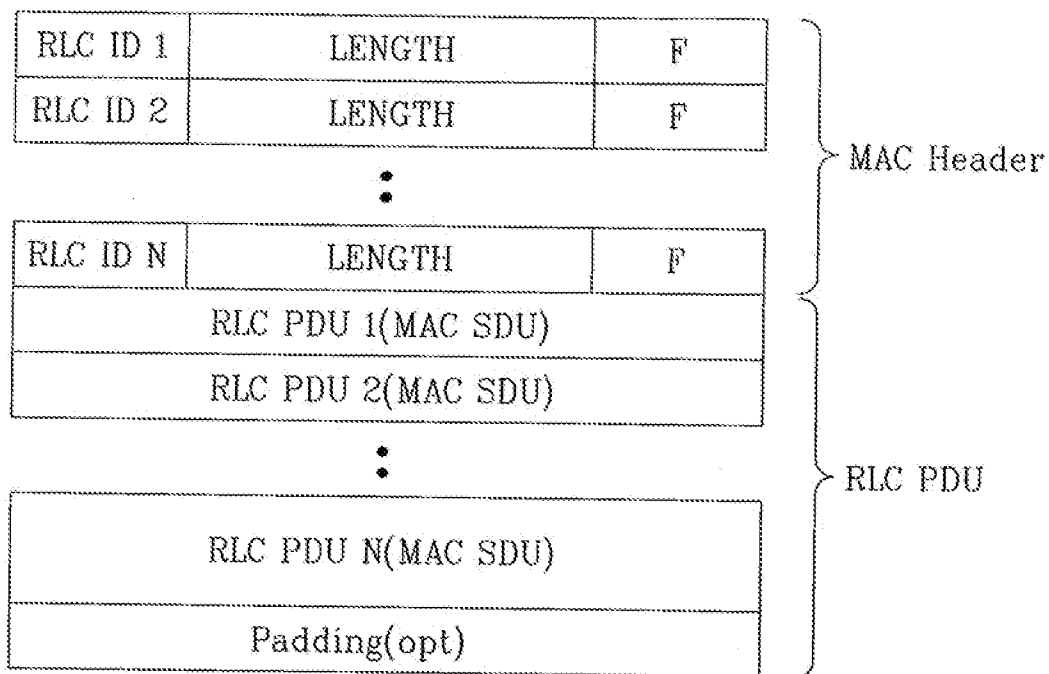 RLC ID 1 LENGTH F
RLC ID 2 LENGTH F
MAC Header
RLC ID N LENGTH F
RLC PDU 1(MAC SDU)
RLC PDU 2(MAC SDU)
RLC PDU
RLC PDU N(MAC SDU)
Padding(opt)